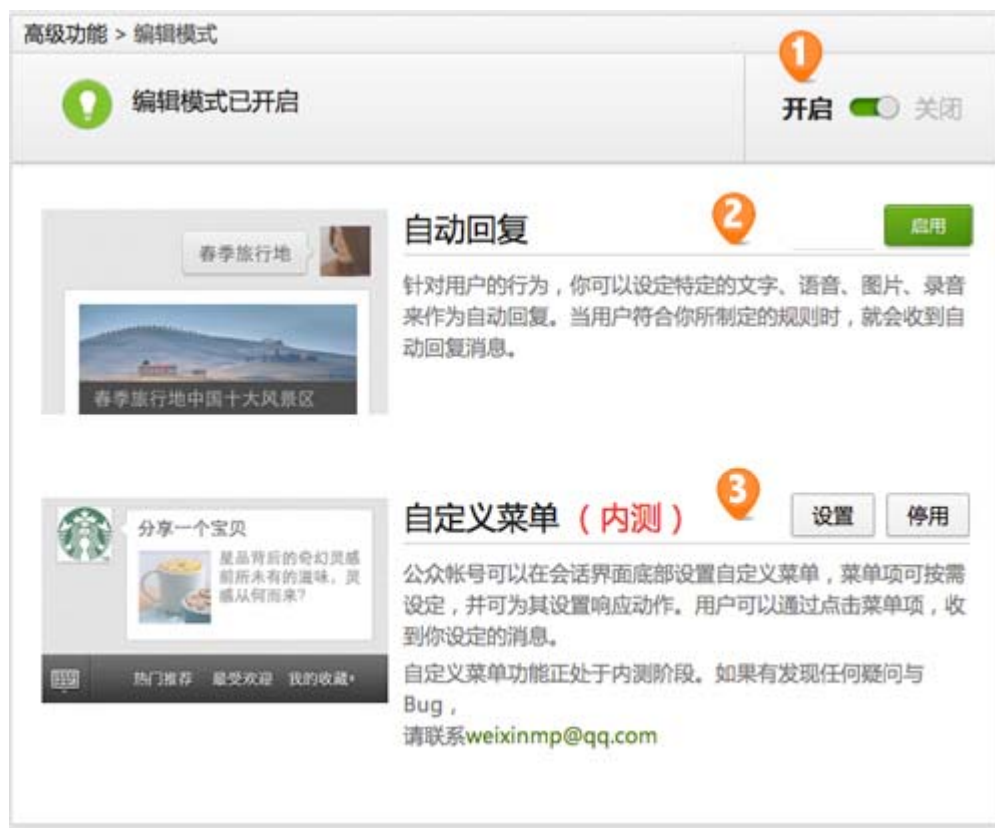 高级功能 > 编辑模式
1
编辑模式已开启
开启 关闭
春季旅行地
春季旅行地中国十大风景区
自动回复
2
启用
针对用户的行为，你可以设定特定的文字、语音、图片、录音
来作为自动回复。当用户符合你所制定的规则时，就会收到自
动回复消息。
分享一个宝贝
星品背后的奇幻灵感
前所未有的滋味，灵
感从何而来？
热门推荐 最受欢迎 我的收藏
自定义菜单（内测）
3
设置 停用
公众帐号可以在会话界面底部设置自定义菜单，菜单项可按需
设定，并可为其设置响应动作。用户可以通过点击菜单项，收
到你设定的消息。
自定义菜单功能正处于内测阶段。如果有发现任何疑问与
Bug，
请联系weixinmp@qq.com